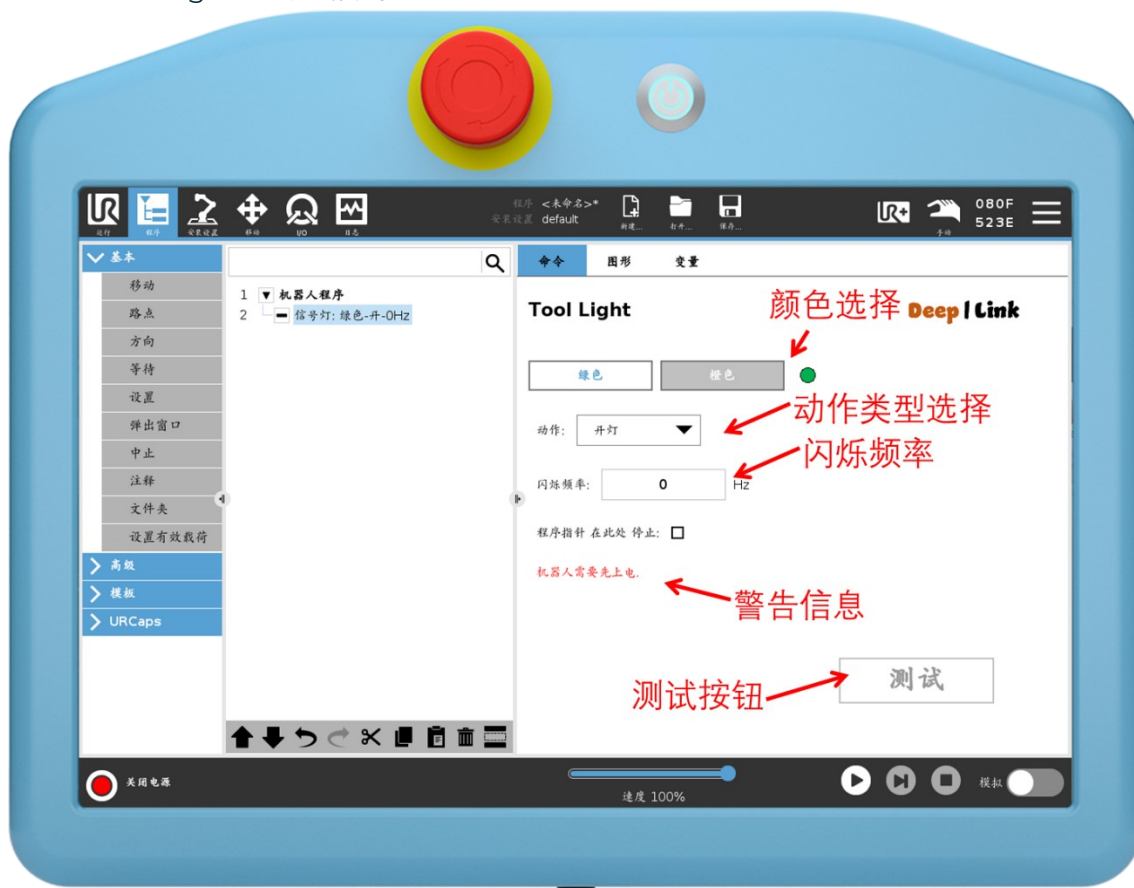 UR
运行
程序
安装设置
移动
I/O
日志
程序 <未命名>*
安装设置 default
新建...
打开...
保存...
UR+
手动
080F
523E
基本
移动
路点
方向
等待
设置
弹出窗口
中止
注释
文件夹
设置有效载荷
高级
模板
URCaps
1 机器人程序
2 信号灯: 绿色-开-0Hz
命令 图形 变量
Tool Light
颜色选择
Deep|Link
绿色 橙色
动作类型选择
动作: 开灯
闪烁频率
闪烁频率: 0 Hz
程序指针 在此处 停止:
机器人需要先上电.
警告信息
测试按钮
测试
关闭电源
速度 100%
模拟